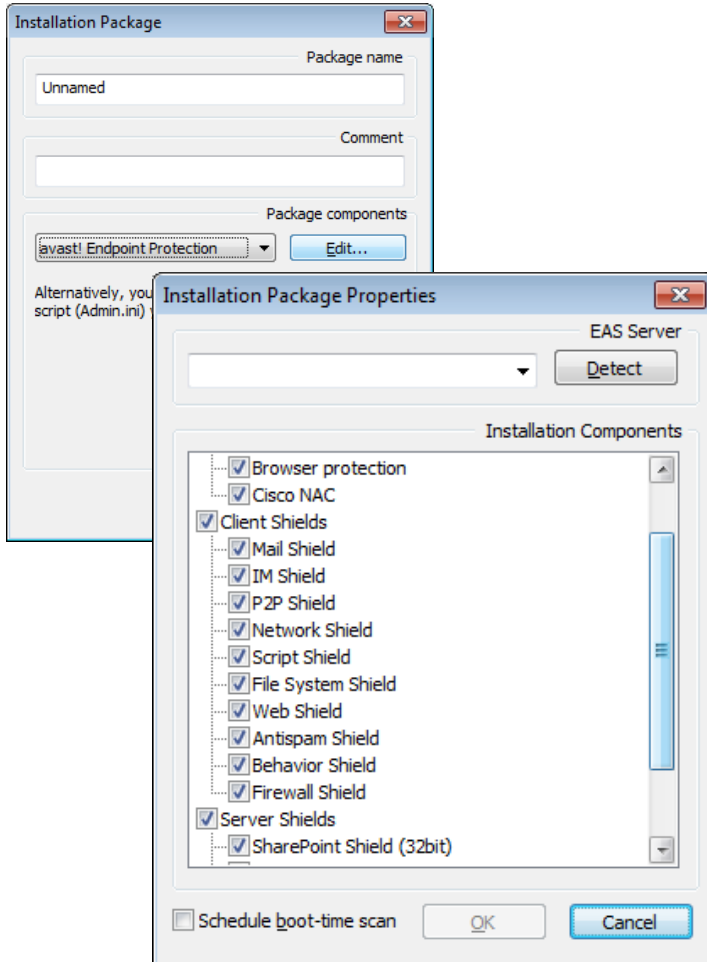 Installation Package
Package name
Unnamed
Comment
Package components
avast! Endpoint Protection
Edit...
Alternatively, you
script (Admin.ini)
Installation Package Properties
EAS Server
Detect
Installation Components
Browser protection
Cisco NAC
Client Shields
Mail Shield
IM Shield
P2P Shield
Network Shield
Script Shield
File System Shield
Web Shield
Antispam Shield
Behavior Shield
Firewall Shield
Server Shields
SharePoint Shield (32bit)
Schedule boot-time scan
OK
Cancel